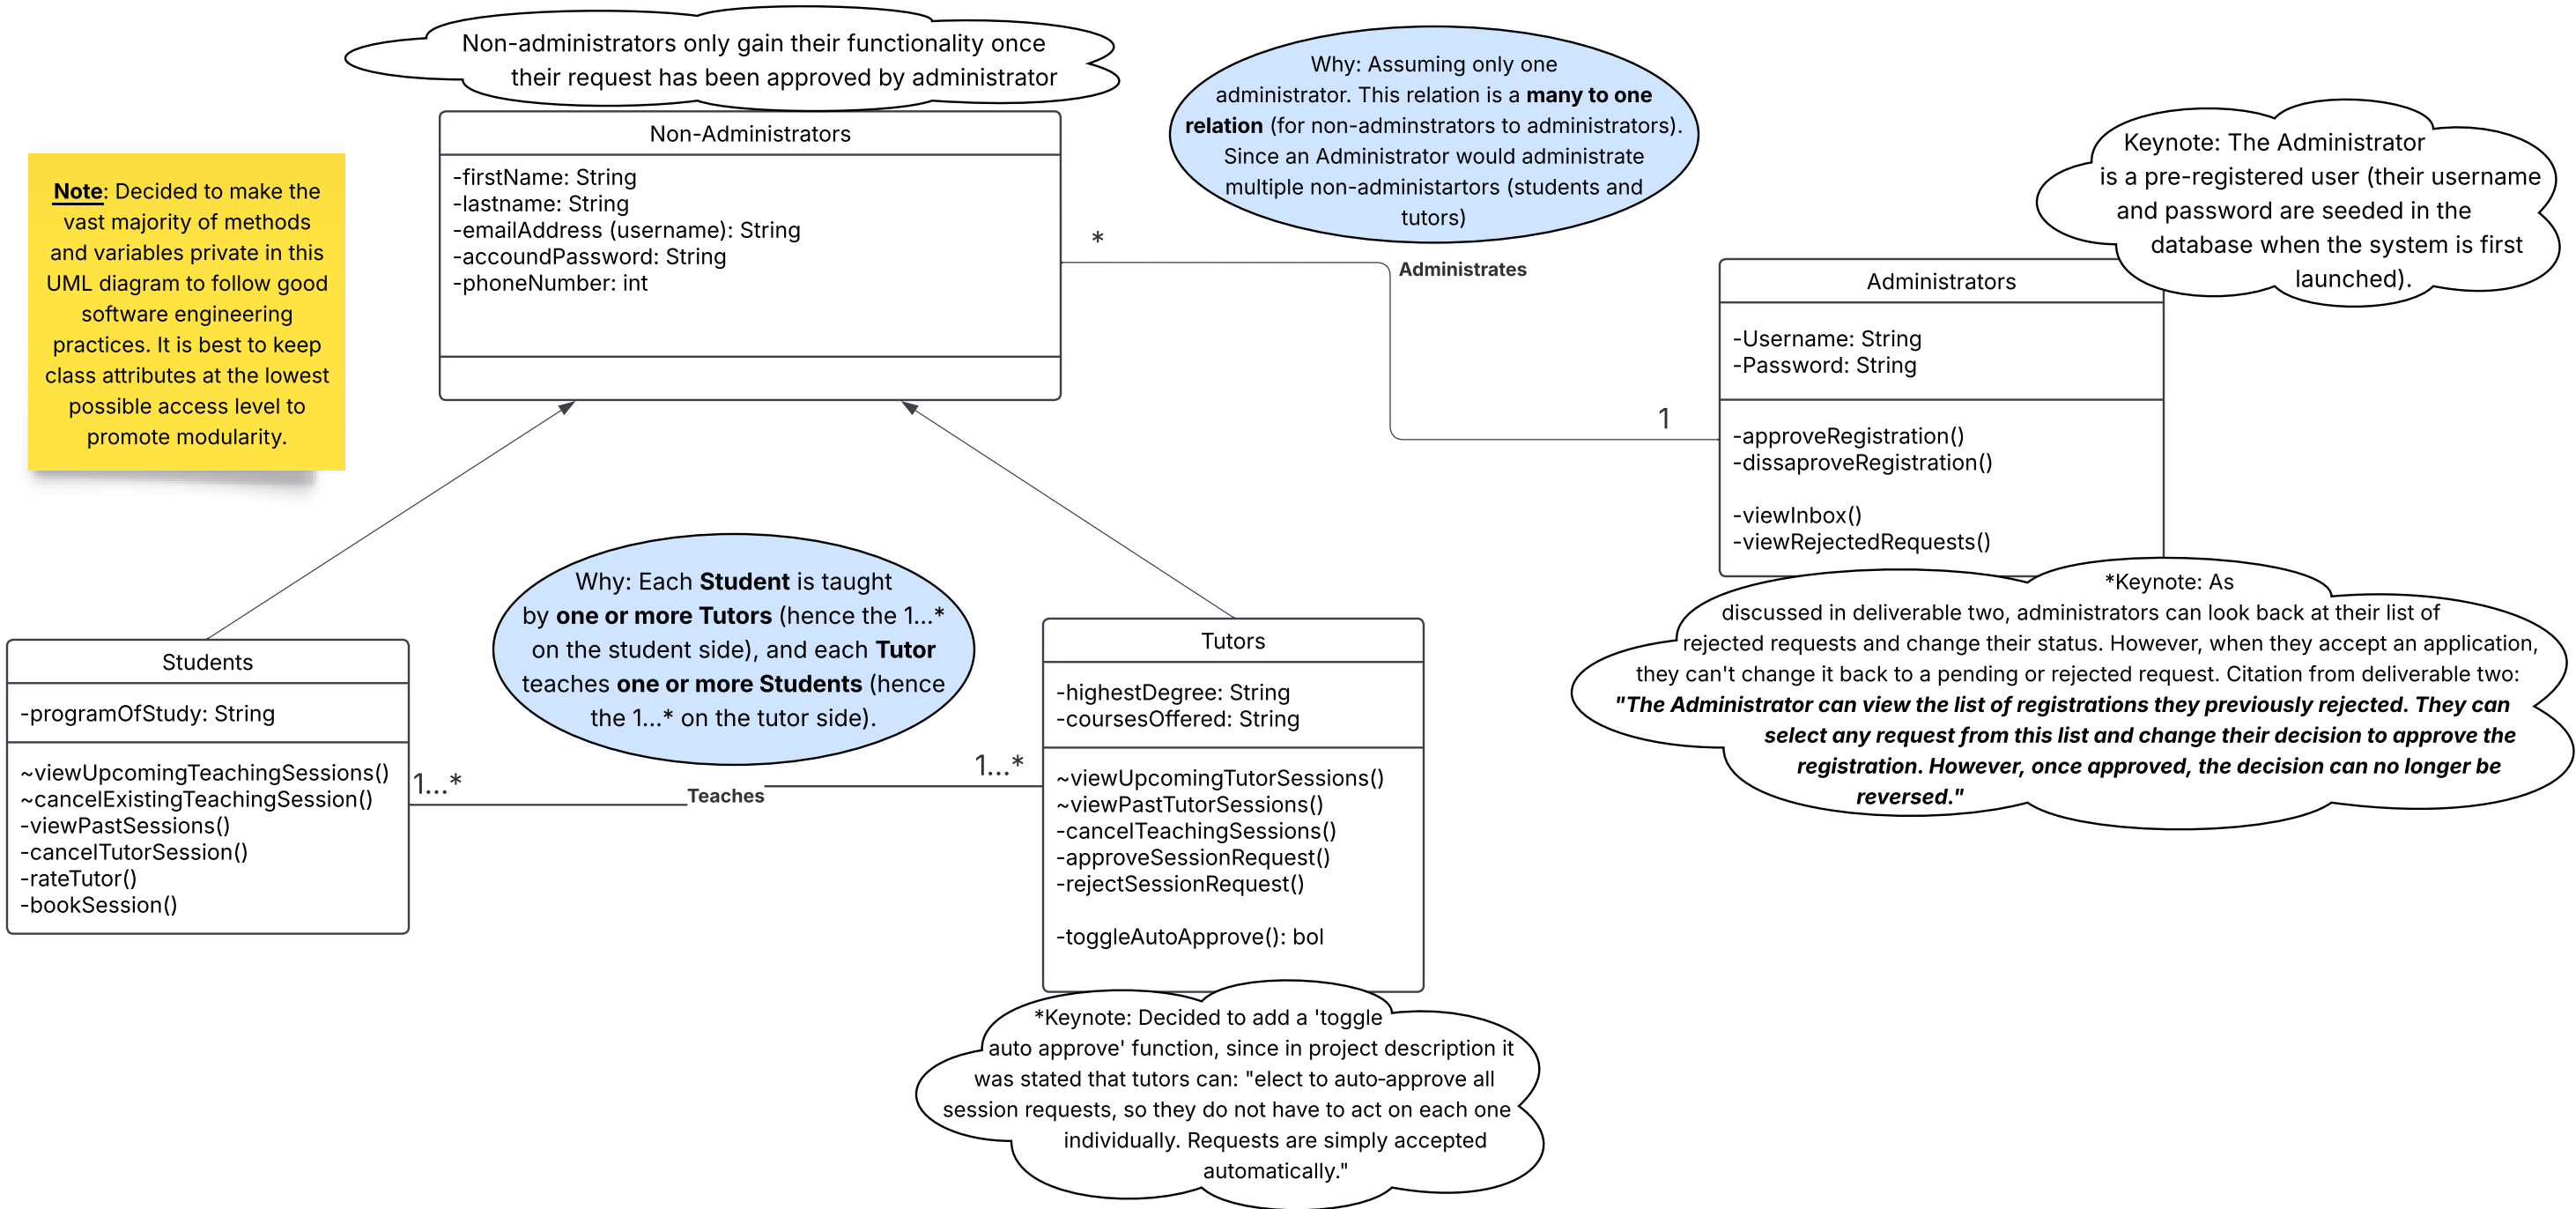 Non-administrators only gain their functionality once
their request has been approved by administrator
Why: Assuming only one
administrator. This relation is a many to one
relation (for non-adminstrators to administrators).
Since an Administrator would administrate
multiple non-administartors (students and
tutors)
Keynote: The Administrator
is a pre-registered user (their username
and password are seeded in the
database when the system is first
launched).
Note: Decided to make the
vast majority of methods
and variables private in this
UML diagram to follow good
software engineering
practices. It is best to keep
class attributes at the lowest
possible access level to
promote modularity.
Non-Administrators
-firstName: String
-lastname: String
-emailAddress (username): String
-accoundPassword: String
-phoneNumber: int
*
Administrates
1
Administrators
-Username: String
-Password: String
-approveRegistration()
-dissaproveRegistration()
-viewInbox()
-viewRejectedRequests()
*Keynote: As
discussed in deliverable two, administrators can look back at their list of
rejected requests and change their status. However, when they accept an application,
they can't change it back to a pending or rejected request. Citation from deliverable two:
"The Administrator can view the list of registrations they previously rejected. They can
select any request from this list and change their decision to approve the
registration. However, once approved, the decision can no longer be
reversed."
Why: Each Student is taught
by one or more Tutors (hence the 1...*
on the student side), and each Tutor
teaches one or more Students (hence
the 1...* on the tutor side).
Students
-programOfStudy: String
~viewUpcomingTeachingSessions()
~cancelExistingTeachingSession()
-viewPastSessions()
-cancelTutorSession()
-rateTutor()
-bookSession()
1...*
Teaches
1...*
Tutors
-highestDegree: String
-coursesOffered: String
~viewUpcomingTutorSessions()
~viewPastTutorSessions()
-cancelTeachingSessions()
-approveSessionRequest()
-rejectSessionRequest()
-toggleAutoApprove(): bol
*Keynote: Decided to add a 'toggle
auto approve' function, since in project description it
was stated that tutors can: "elect to auto-approve all
session requests, so they do not have to act on each one
individually. Requests are simply accepted
automatically."